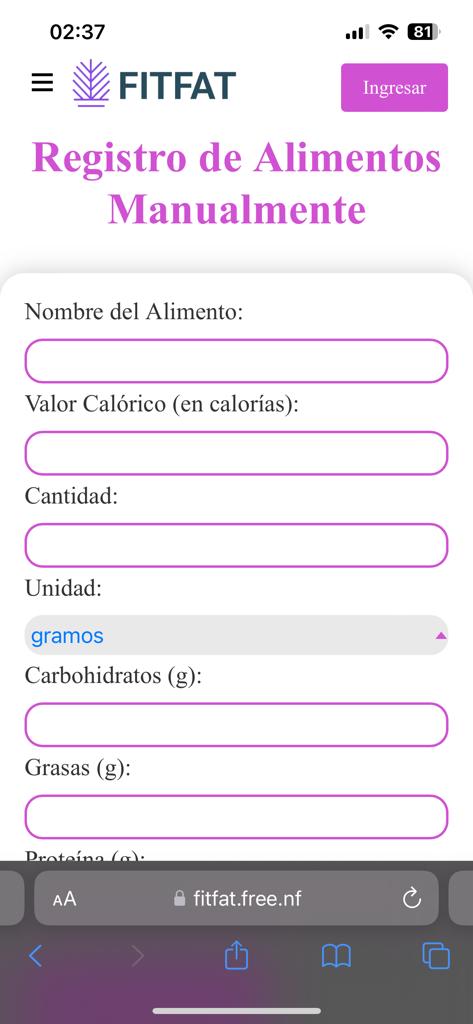 02:37
81
FITFAT
Ingresar
Registro de Alimentos
Manualmente
Nombre del Alimento:
Valor Calórico (en calorías):
Cantidad:
Unidad:
gramos
Carbohidratos (g):
Grasas (g):
Proteína (g):
AA
fitfat.free.nf